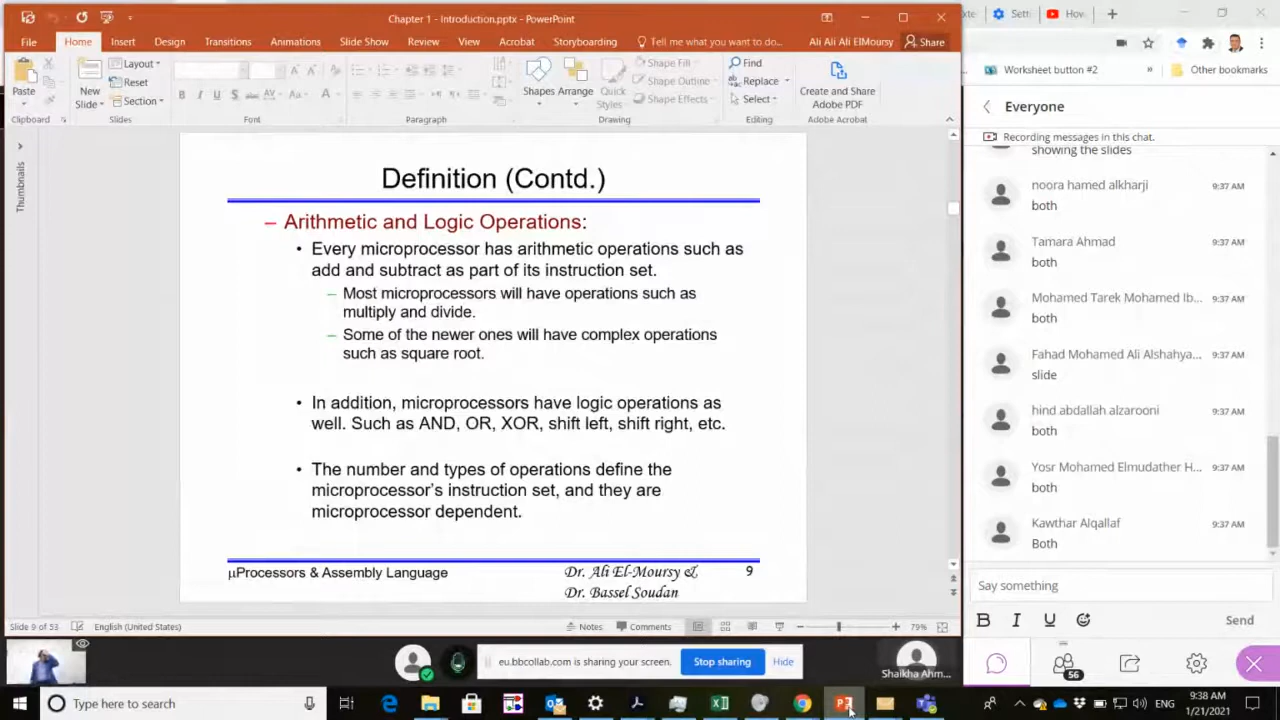 Chapter 1 - Introduction.pptx - PowerPoint
File Home Insert Design Transitions Animations Slide Show Review View Acrobat Storyboarding Tell me what you want to do... Ali Ali Ali ElMoursy Share
Paste
New
Slide
Layout
Reset
Section
Shapes Arrange Quick
Styles
Shape Fill
Shape Outline
Shape Effects
Find
Replace
Select
Create and Share
Adobe PDF
Clipboard Slides Font Paragraph Drawing Editing Adobe Acrobat
Thumbnails
Definition (Contd.)
– Arithmetic and Logic Operations:
• Every microprocessor has arithmetic operations such as
add and subtract as part of its instruction set.
– Most microprocessors will have operations such as
multiply and divide.
– Some of the newer ones will have complex operations
such as square root.
• In addition, microprocessors have logic operations as
well. Such as AND, OR, XOR, shift left, shift right, etc.
• The number and types of operations define the
microprocessor's instruction set, and they are
microprocessor dependent.
µProcessors & Assembly Language
Dr. Ali El-Moursy &
Dr. Bassel Soudan
9
Slide 9 of 53 English (United States) Notes Comments 79%
eu.bbcollab.com is sharing your screen. Stop sharing Hide
Shaikha Ahm...
Worksheet button #2 » Other bookmarks
Everyone
Recording messages in this chat.
showing the slides
noora hamed alkharji 9:37 AM
both
Tamara Ahmad 9:37 AM
both
Mohamed Tarek Mohamed Ib... 9:37 AM
both
Fahad Mohamed Ali Alshahya... 9:37 AM
slide
hind abdallah alzarooni 9:37 AM
both
Yosr Mohamed Elmudather H... 9:37 AM
both
Kawthar Alqallaf 9:37 AM
Both
Say something
B I U Send
56
Type here to search
ENG
9:38 AM
1/21/2021